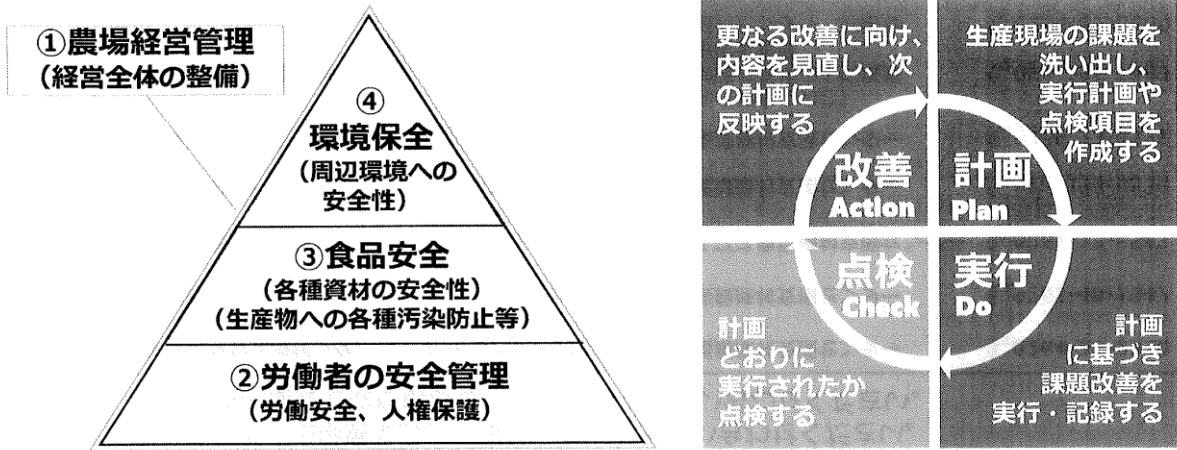 ①農場経営管理
（経営全体の整備）
④
環境保全
（周辺環境への
安全性）
③食品安全
（各種資材の安全性）
（生産物への各種汚染防止等）
②労働者の安全管理
（労働安全、人権保護）
更なる改善に向け、
内容を見直し、次
の計画に
反映する
改善
Action
生産現場の課題を
洗い出し、
実行計画や
点検項目を
作成する
計画
Plan
点検
Check
計画
どおりに
実行されたか
点検する
実行
Do
計画
に基づき
課題改善を
実行・記録する